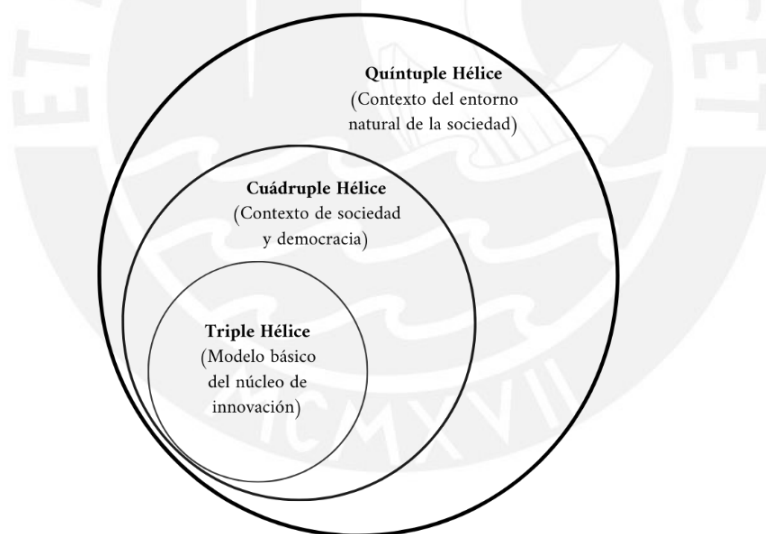 Quíntuple Hélice
(Contexto del entorno
natural de la sociedad)
Cuádruple Hélice
(Contexto de sociedad
y democracia)
Triple Hélice
(Modelo básico
del núcleo de
innovación)
MCMXVII